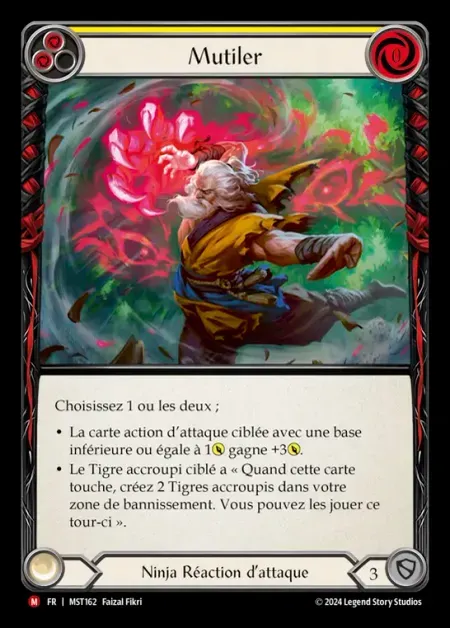 Mutiler
0
Choisissez 1 ou les deux ;
• La carte action d'attaque ciblée avec une base
inférieure ou égale à 1 gagne +3.
• Le Tigre accroupi ciblé a « Quand cette carte
touche, créez 2 Tigres accroupis dans votre
zone de bannissement. Vous pouvez les jouer ce
tour-ci ».
Ninja Réaction d'attaque
3
M FR | MST162 Faizal Fikri
© 2024 Legend Story Studios